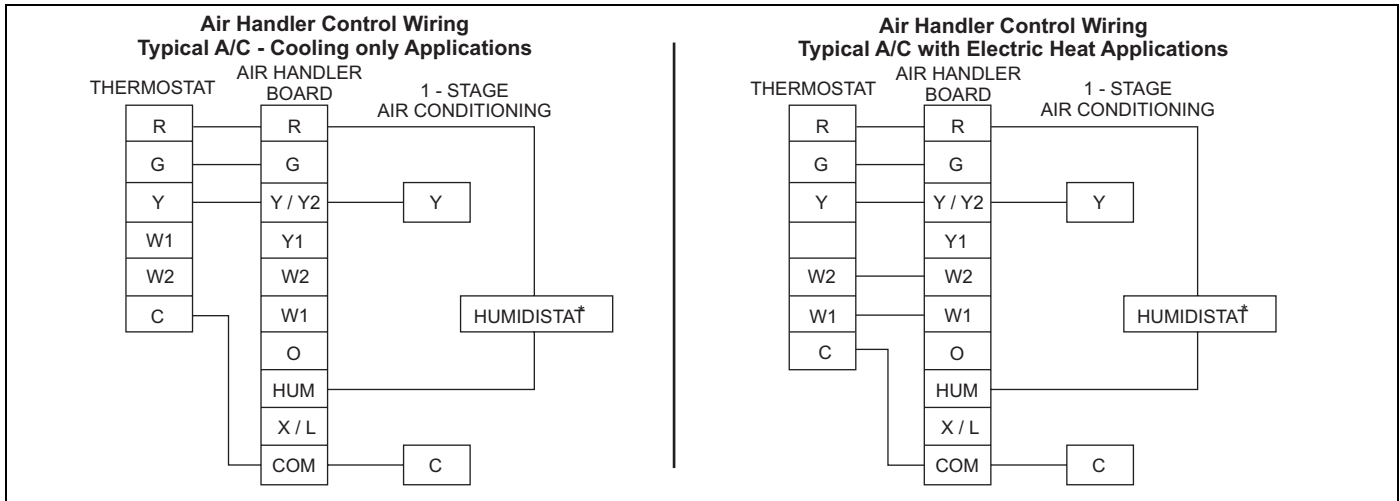 Air Handler Control Wiring
Typical A/C - Cooling only Applications
THERMOSTAT
AIR HANDLER
BOARD
1 - STAGE
AIR CONDITIONING
R
G
Y
W1
W2
C
R
G
Y / Y2
Y1
W2
W1
O
HUM
X / L
COM
Y
HUMIDISTAT*
C
Air Handler Control Wiring
Typical A/C with Electric Heat Applications
THERMOSTAT
AIR HANDLER
BOARD
1 - STAGE
AIR CONDITIONING
R
G
Y
W2
W1
C
R
G
Y / Y2
Y1
W2
W1
O
HUM
X / L
COM
Y
HUMIDISTAT*
C